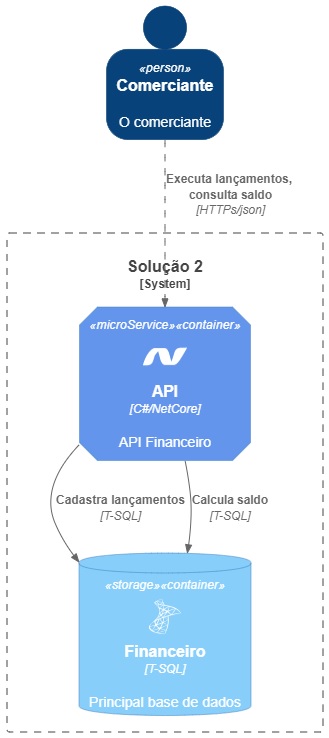 «person»
Comerciante
O comerciante
Executa lançamentos,
consulta saldo
[HTTPs/json]
Solução 2
[System]
«microService»«container»
API
[C#/NetCore]
API Financeiro
Cadastra lançamentos
[T-SQL]
Calcula saldo
[T-SQL]
«storage»«container»
Financeiro
[T-SQL]
Principal base de dados